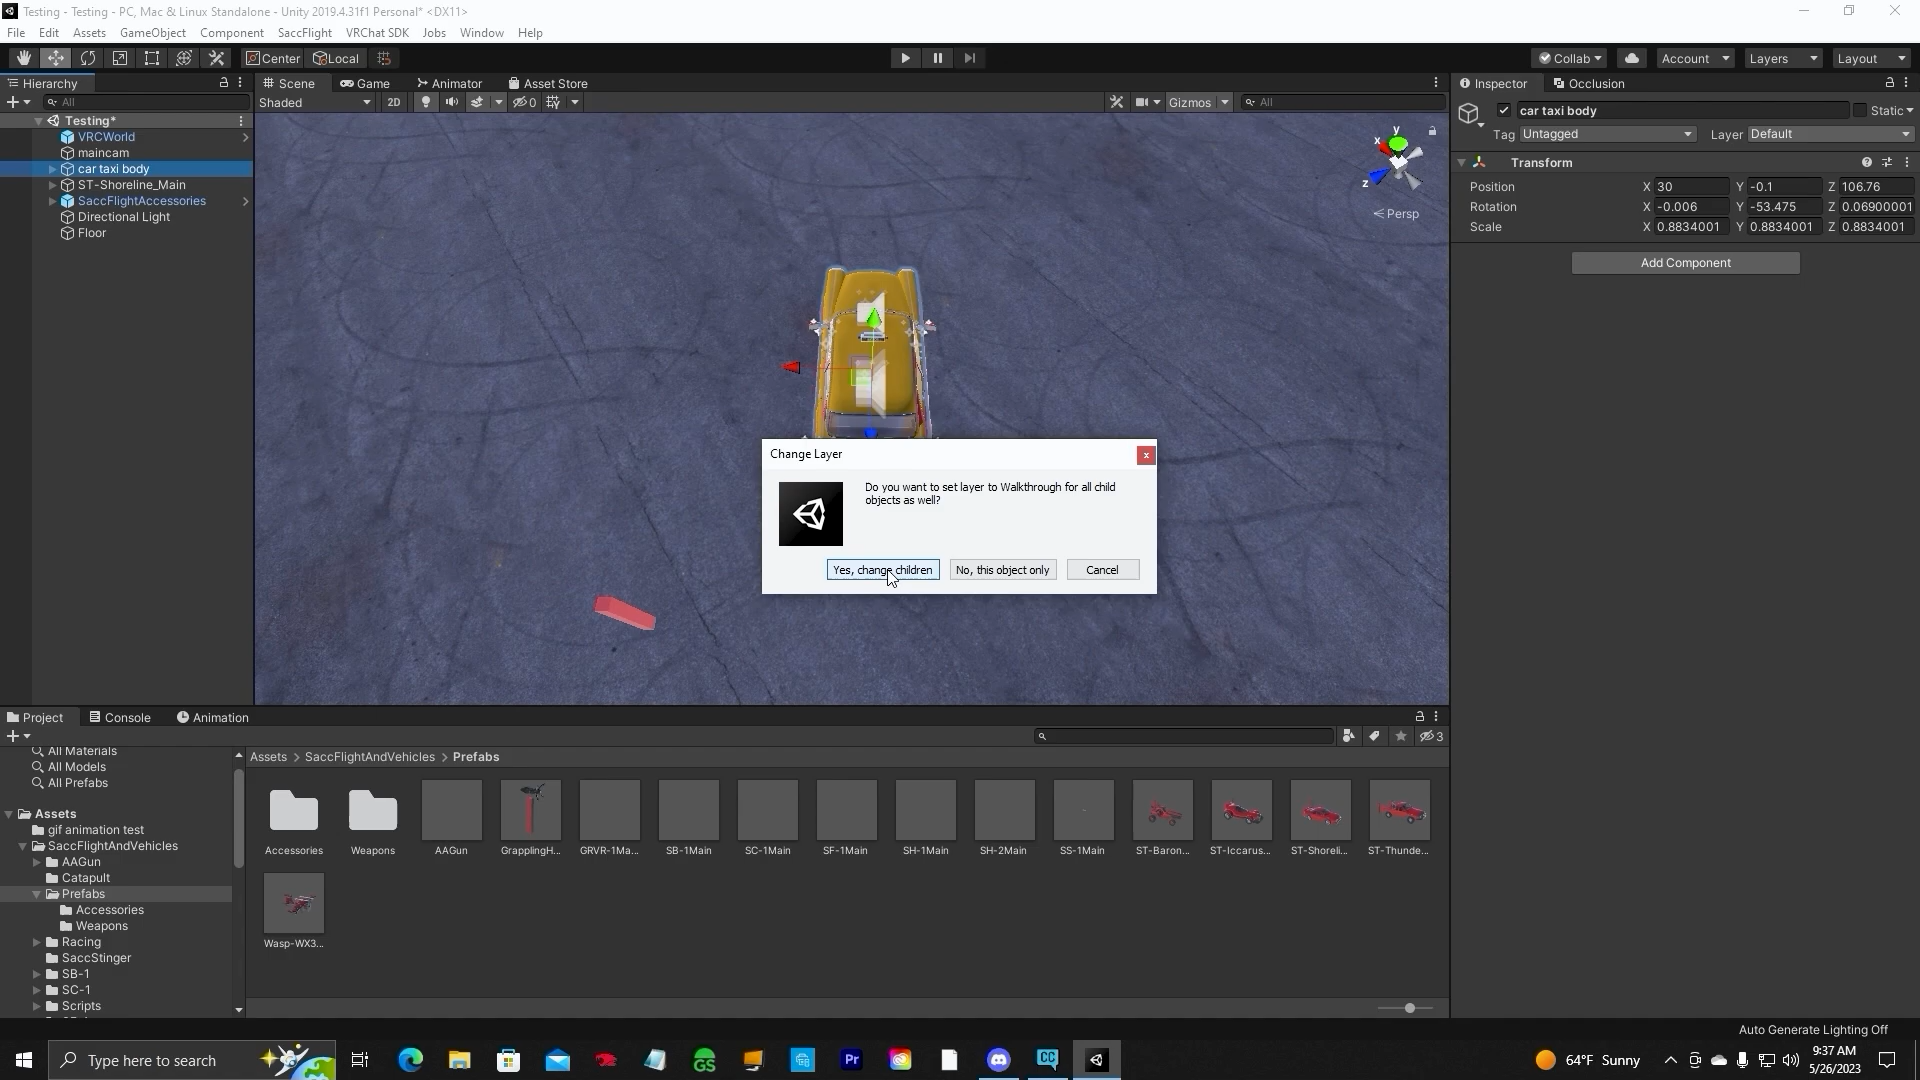 Testing - Testing - PC, Mac & Linux Standalone - Unity 2019.4.31f1 Personal* <DX11>
File Edit Assets GameObject Component SaccFlight VRChat SDK Jobs Window Help
Center Local Collab Account Layers Layout
Hierarchy
All
Testing*
VRCWorld
maincam
car taxi body
ST-Shoreline_Main
SaccFlightAccessories
Directional Light
Floor
Scene Game Animator Asset Store
Shaded 2D 0 Gizmos All
y
x
z
Persp
Change Layer
x
Do you want to set layer to Walkthrough for all child
objects as well?
Yes, change children No, this object only Cancel
Inspector Occlusion
car taxi body Static
Tag Untagged Layer Default
Transform
Position X 30 Y -0.1 Z 106.76
Rotation X -0.006 Y -53.475 Z 0.06900001
Scale X 0.8834001 Y 0.8834001 Z 0.8834001
Add Component
Project Console Animation
3
All Materials
All Models
All Prefabs
Assets
gif animation test
SaccFlightAndVehicles
AAGun
Catapult
Prefabs
Accessories
Weapons
Racing
SaccStinger
SB-1
SC-1
Scripts
Assets > SaccFlightAndVehicles > Prefabs
Accessories Weapons AAGun GrapplingH... GRVR-1Ma... SB-1Main SC-1Main SF-1Main SH-1Main SH-2Main SS-1Main ST-Baron... ST-Iccarus... ST-Shoreli... ST-Thunde...
Wasp-WX3...
Auto Generate Lighting Off
Type here to search
GS
Pr
CC
64°F Sunny
9:37 AM
5/26/2023